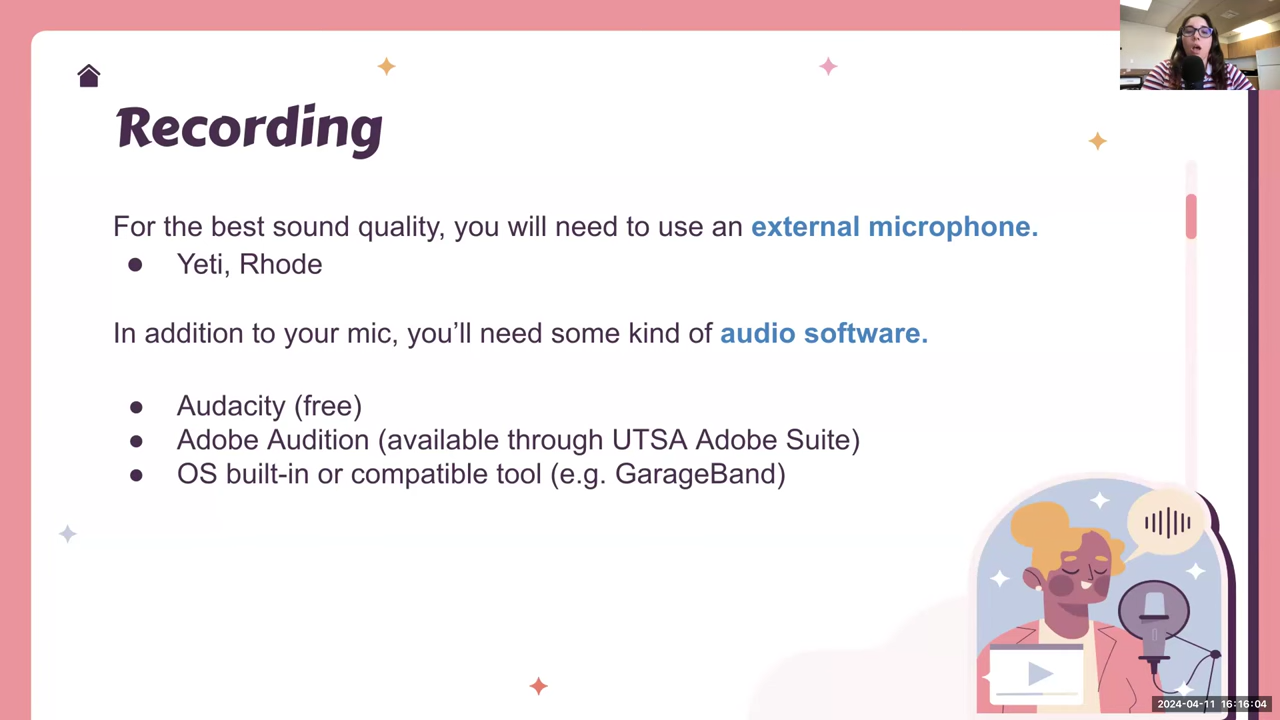 Recording
For the best sound quality, you will need to use an external microphone.
● Yeti, Rhode
In addition to your mic, you’ll need some kind of audio software.
● Audacity (free)
● Adobe Audition (available through UTSA Adobe Suite)
● OS built-in or compatible tool (e.g. GarageBand)
2024-04-11 16:16:04